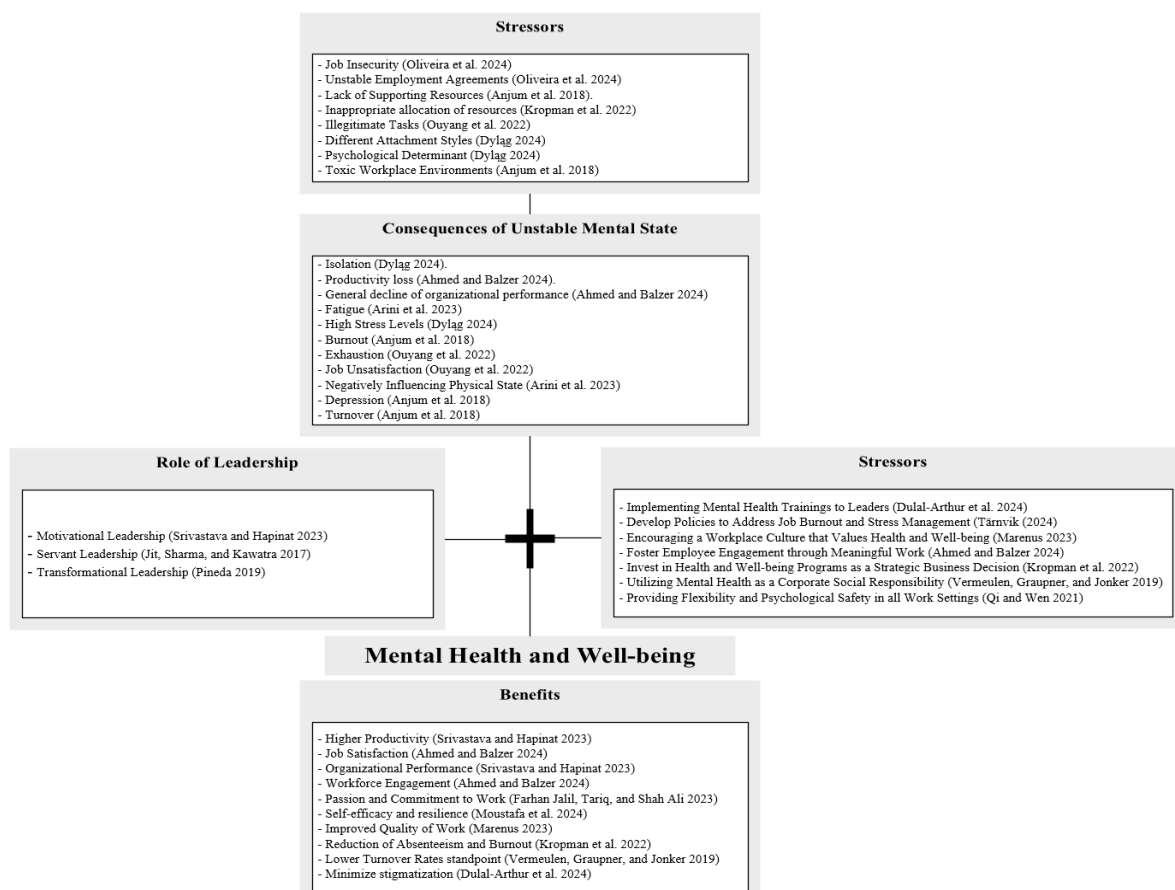 Stressors
- Job Insecurity (Oliveira et al. 2024)
- Unstable Employment Agreements (Oliveira et al. 2024)
- Lack of Supporting Resources (Anjum et al. 2018).
- Inappropriate allocation of resources (Kropman et al. 2022)
- Illegitimate Tasks (Ouyang et al. 2022)
- Different Attachment Styles (Dyląg 2024)
- Psychological Determinant (Dyląg 2024)
- Toxic Workplace Environments (Anjum et al. 2018)
Consequences of Unstable Mental State
- Isolation (Dyląg 2024).
- Productivity loss (Ahmed and Balzer 2024).
- General decline of organizational performance (Ahmed and Balzer 2024)
- Fatigue (Arini et al. 2023)
- High Stress Levels (Dyląg 2024)
- Burnout (Anjum et al. 2018)
- Exhaustion (Ouyang et al. 2022)
- Job Unsatisfaction (Ouyang et al. 2022)
- Negatively Influencing Physical State (Arini et al. 2023)
- Depression (Anjum et al. 2018)
- Turnover (Anjum et al. 2018)
Role of Leadership
- Motivational Leadership (Srivastava and Hapinat 2023)
- Servant Leadership (Jit, Sharma, and Kawatra 2017)
- Transformational Leadership (Pineda 2019)
Stressors
- Implementing Mental Health Trainings to Leaders (Dulal-Arthur et al. 2024)
- Develop Policies to Address Job Burnout and Stress Management (Tärnvik (2024)
- Encouraging a Workplace Culture that Values Health and Well-being (Marenus 2023)
- Foster Employee Engagement through Meaningful Work (Ahmed and Balzer 2024)
- Invest in Health and Well-being Programs as a Strategic Business Decision (Kropman et al. 2022)
- Utilizing Mental Health as a Corporate Social Responsibility (Vermeulen, Graupner, and Jonker 2019)
- Providing Flexibility and Psychological Safety in all Work Settings (Qi and Wen 2021)
Mental Health and Well-being
Benefits
- Higher Productivity (Srivastava and Hapinat 2023)
- Job Satisfaction (Ahmed and Balzer 2024)
- Organizational Performance (Srivastava and Hapinat 2023)
- Workforce Engagement (Ahmed and Balzer 2024)
- Passion and Commitment to Work (Farhan Jalil, Tariq, and Shah Ali 2023)
- Self-efficacy and resilience (Moustafa et al. 2024)
- Improved Quality of Work (Marenus 2023)
- Reduction of Absenteeism and Burnout (Kropman et al. 2022)
- Lower Turnover Rates standpoint (Vermeulen, Graupner, and Jonker 2019)
- Minimize stigmatization (Dulal-Arthur et al. 2024)